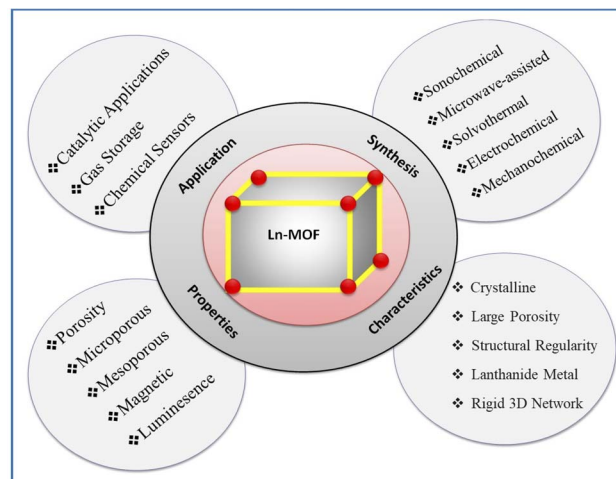 Catalytic Applications
Gas Storage
Chemical Sensors
Sonochemical
Microwave-assisted
Solvothermal
Electrochemical
Mechanochemical
Application
Synthesis
Ln-MOF
Properties
Characteristics
Porosity
Microporous
Mesoporous
Magnetic
Luminesence
Crystalline
Large Porosity
Structural Regularity
Lanthanide Metal
Rigid 3D Network